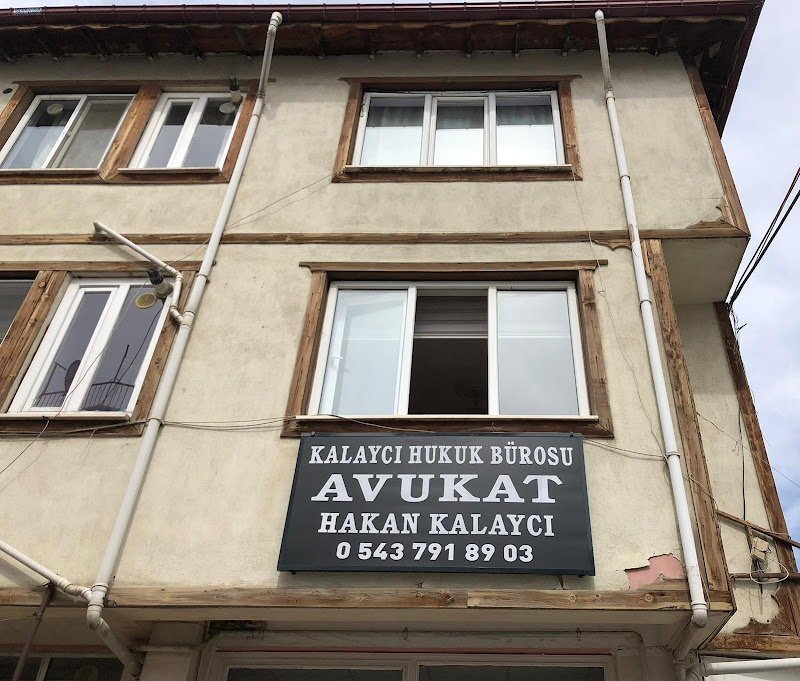 KALAYCI HUKUK BÜROSU
AVUKAT
HAKAN KALAYCI
0 543 791 89 03